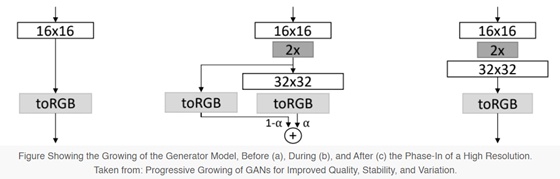 16x16
toRGB
16x16
2x
32x32
toRGB
toRGB
1-α
α
+
16x16
2x
32x32
toRGB
Figure Showing the Growing of the Generator Model, Before (a), During (b), and After (c) the Phase-In of a High Resolution.
Taken from: Progressive Growing of GANs for Improved Quality, Stability, and Variation.